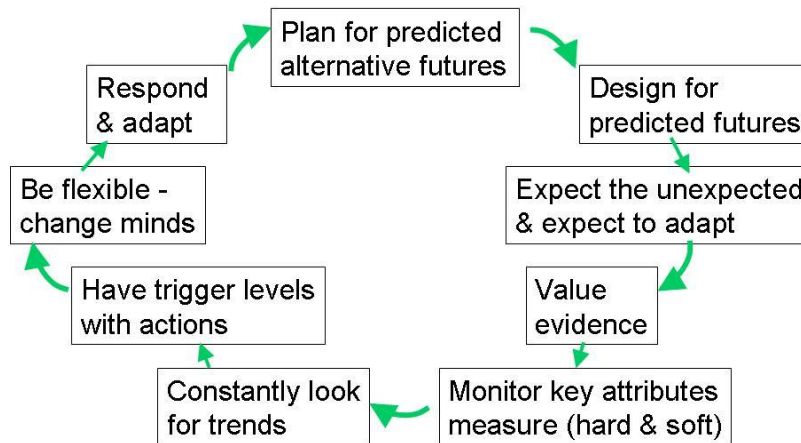 Plan for predicted
alternative futures
Design for
predicted futures
Expect the unexpected
& expect to adapt
Value
evidence
Monitor key attributes
measure (hard & soft)
Constantly look
for trends
Have trigger levels
with actions
Be flexible -
change minds
Respond
& adapt